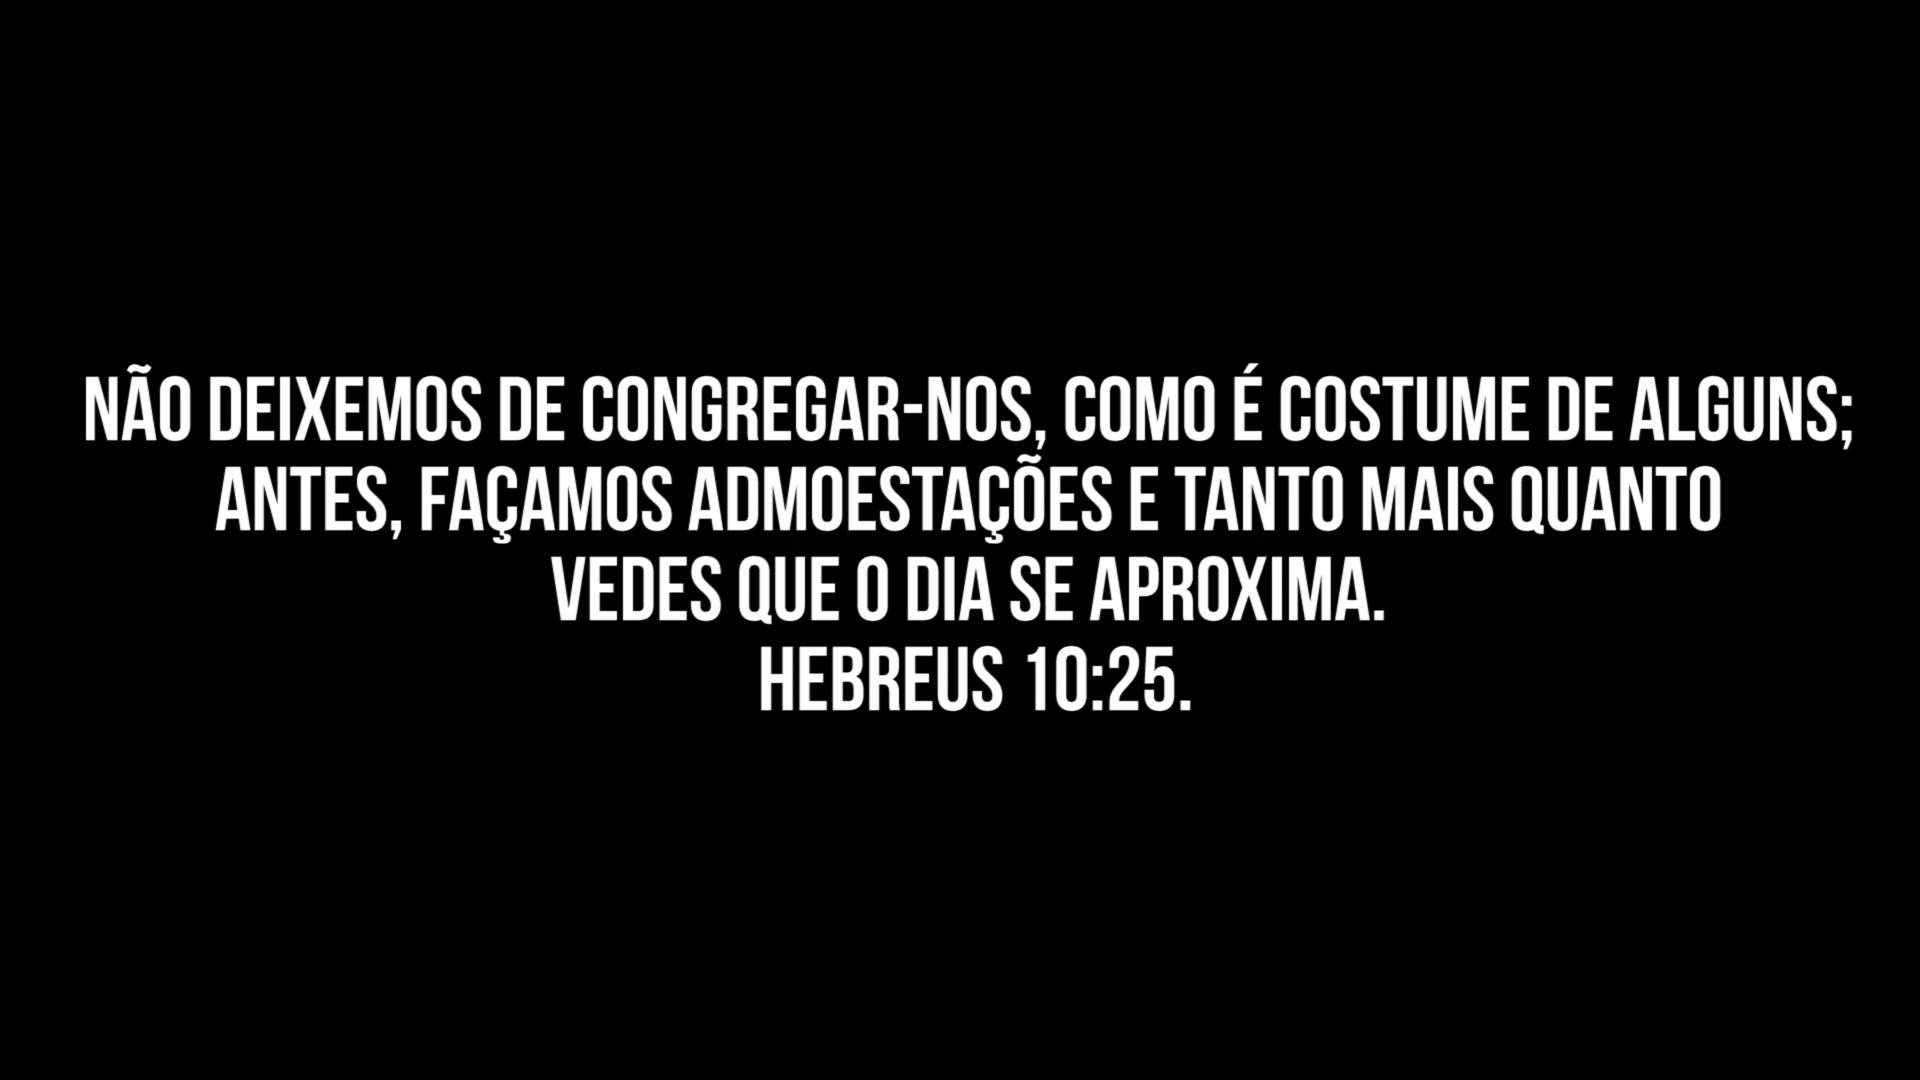 NÃO DEIXEMOS DE CONGREGAR-NOS, COMO É COSTUME DE ALGUNS;
ANTES, FAÇAMOS ADMOESTAÇÕES E TANTO MAIS QUANTO
VEDES QUE O DIA SE APROXIMA.
HEBREUS 10:25.